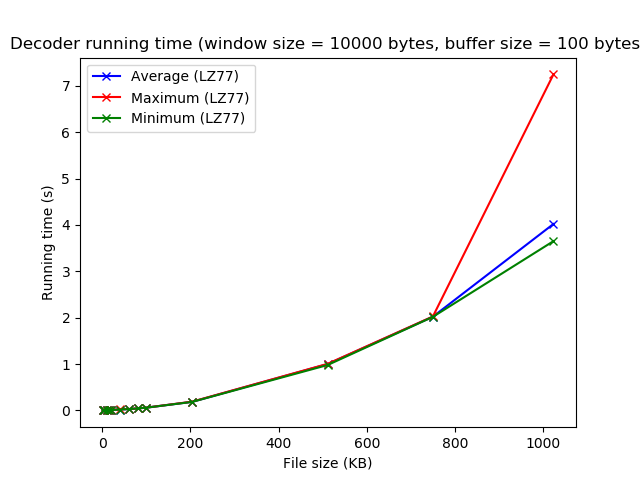 Decoder running time (window size = 10000 bytes, buffer size = 100 bytes
Average (LZ77)
Maximum (LZ77)
Minimum (LZ77)
7
6
5
4
3
2
1
0
Running time (s)
0 200 400 600 800 1000
File size (KB)